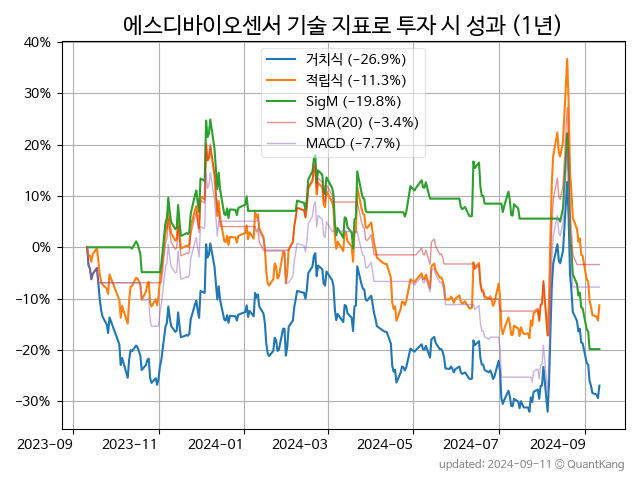 에스디바이오센서 기술 지표로 투자 시 성과 (1년)
40%
30%
20%
10%
0%
−10%
−20%
−30%
거치식 (−26.9%)
적립식 (−11.3%)
SigM (−19.8%)
SMA(20) (−3.4%)
MACD (−7.7%)
2023-09
2023-11
2024-01
2024-03
2024-05
2024-07
2024-09
updated: 2024-09-11 ⓒ QuantKang